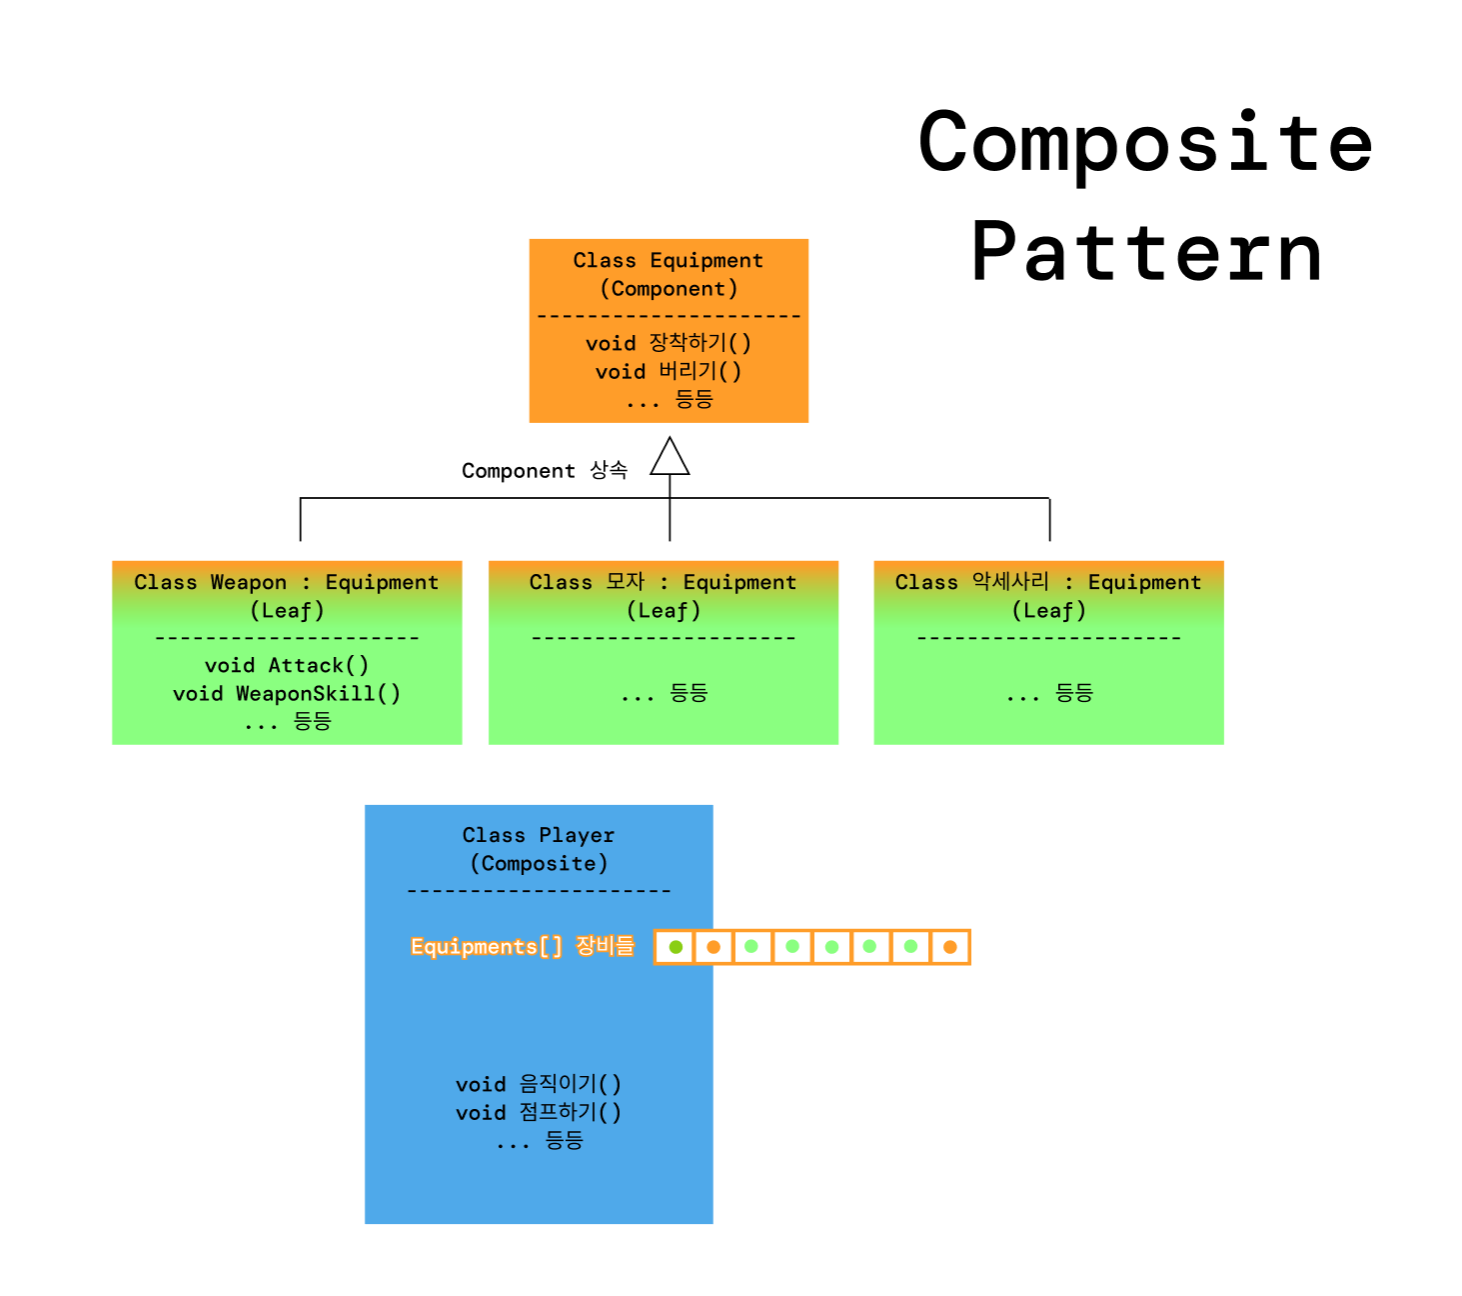 Composite
Pattern
Class Equipment
(Component)
---------------------
void 장착하기()
void 버리기()
... 등등
Component 상속
Class Weapon : Equipment
(Leaf)
---------------------
void Attack()
void WeaponSkill()
... 등등
Class 모자 : Equipment
(Leaf)
---------------------
... 등등
Class 악세사리 : Equipment
(Leaf)
---------------------
... 등등
Class Player
(Composite)
---------------------
Equipments[] 장비들
void 음직이기()
void 점프하기()
... 등등